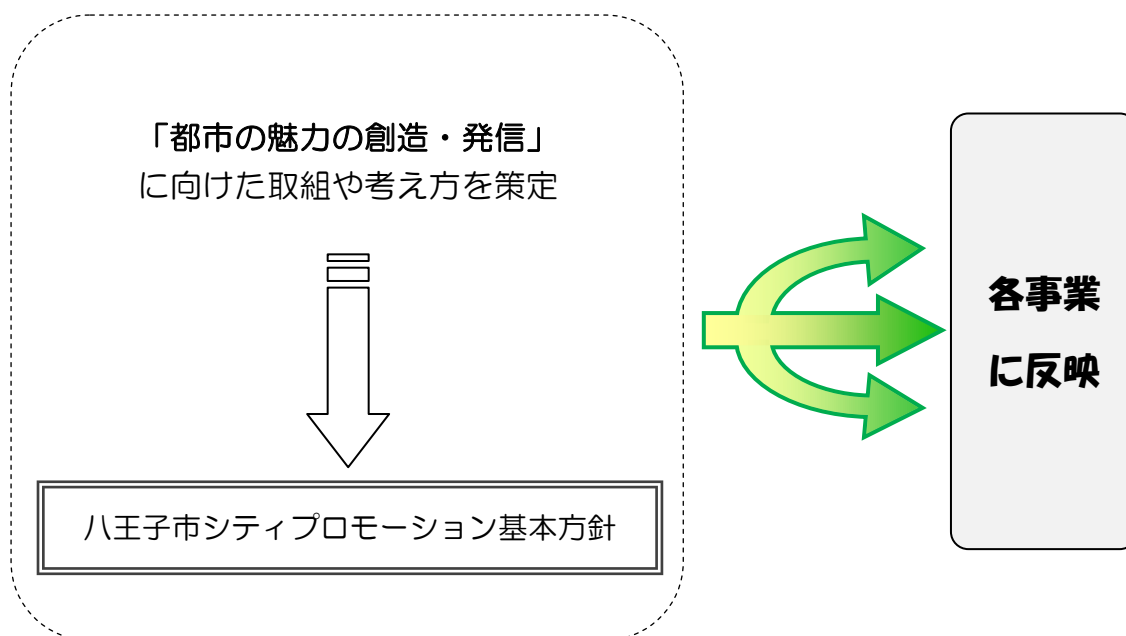 「都市の魅力の創造・発信」
に向けた取組や考え方を策定
八王子市シティプロモーション基本方針
各事業
に反映